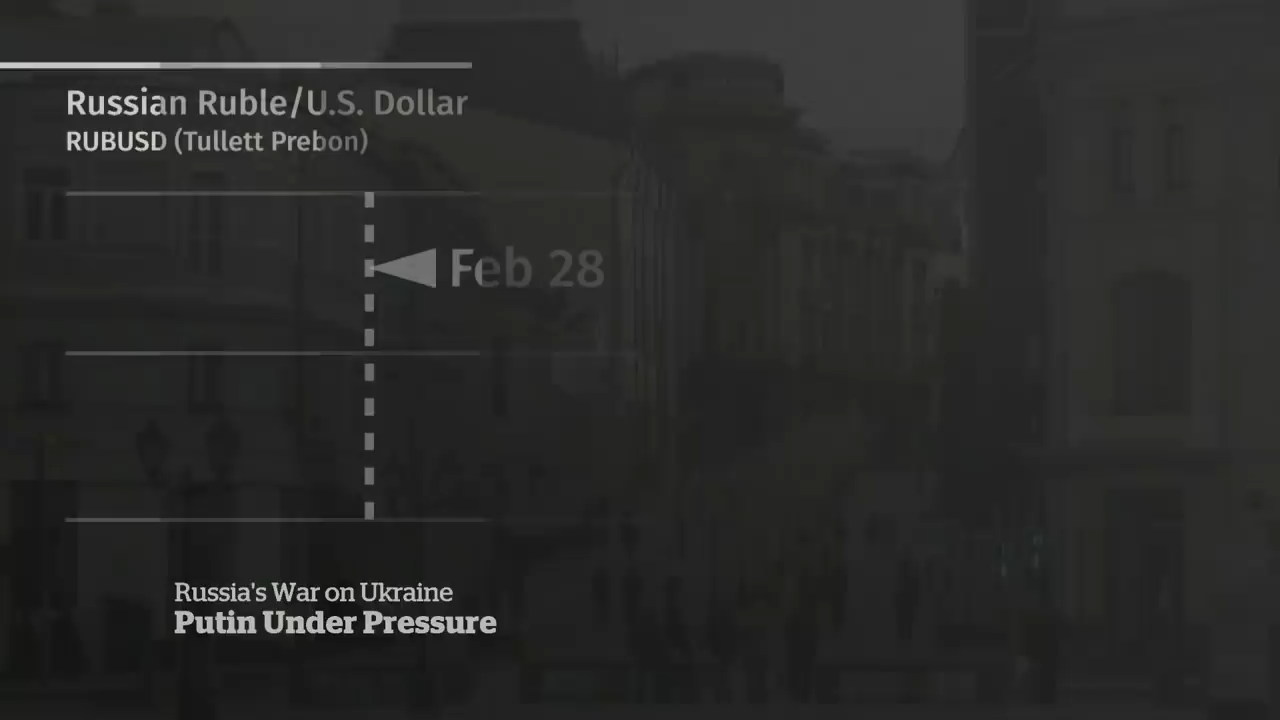 Russian Ruble/U.S. Dollar
RUBUSD (Tullett Prebon)
Feb 28
Russia's War on Ukraine
Putin Under Pressure